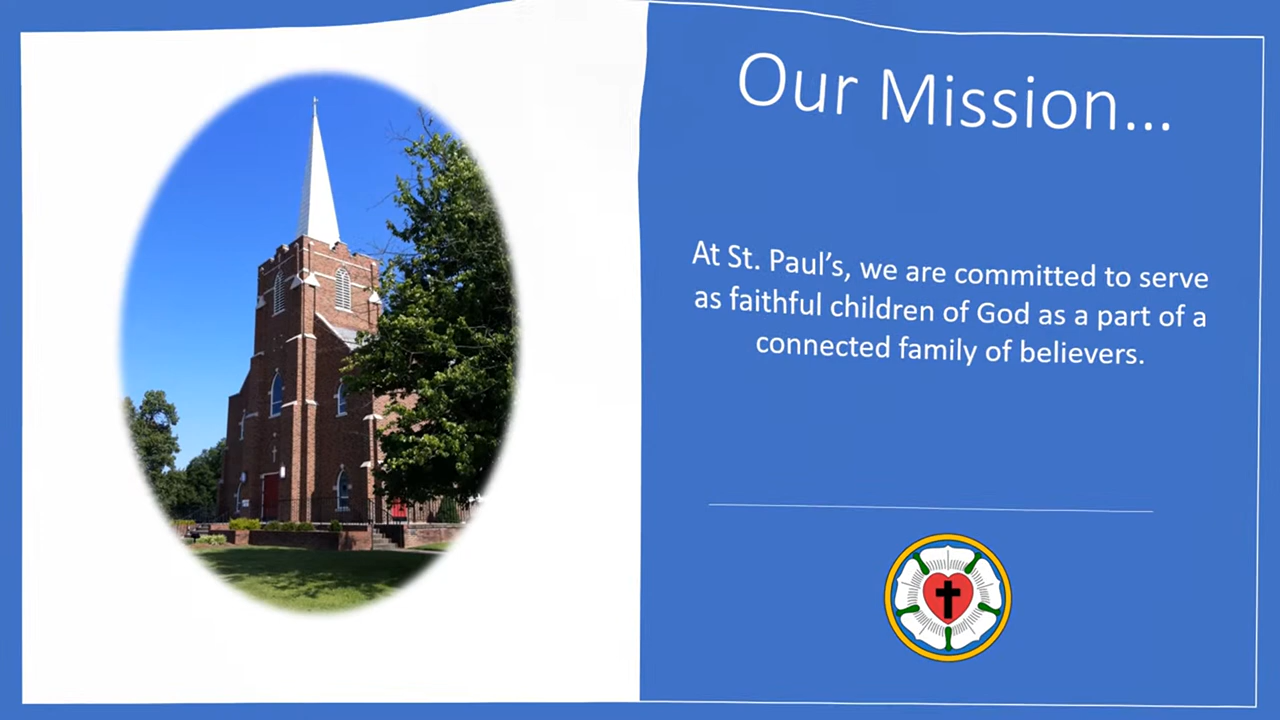 Our Mission...
At St. Paul’s, we are committed to serve
as faithful children of God as a part of a
connected family of believers.